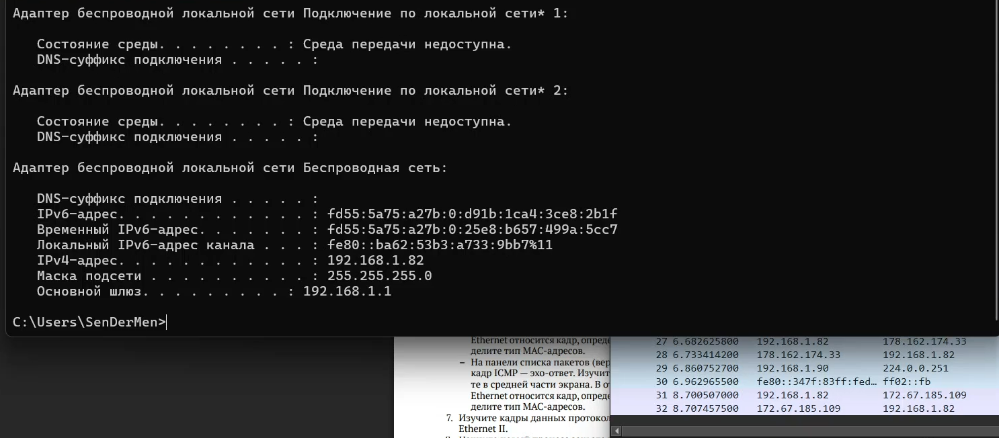 Адаптер беспроводной локальной сети Подключение по локальной сети* 1:
Состояние среды. . . . . . . . : Среда передачи недоступна.
DNS-суффикс подключения . . . . . :
Адаптер беспроводной локальной сети Подключение по локальной сети* 2:
Состояние среды. . . . . . . . : Среда передачи недоступна.
DNS-суффикс подключения . . . . . :
Адаптер беспроводной локальной сети Беспроводная сеть:
DNS-суффикс подключения . . . . . :
IPv6-адрес. . . . . . . . . . . . : fd55:5a75:a27b:0:d91b:1ca4:3ce8:2b1f
Временный IPv6-адрес. . . . . . . : fd55:5a75:a27b:0:25e8:b657:499a:5cc7
Локальный IPv6-адрес канала . . . : fe80::ba62:53b3:a733:9bb7%11
IPv4-адрес. . . . . . . . . . . . : 192.168.1.82
Маска подсети . . . . . . . . . . : 255.255.255.0
Основной шлюз. . . . . . . . . : 192.168.1.1
C:\Users\SenDerMen>
Ethernet относится кадр, опреде
делите тип MAC-адресов.
– На панели списка пакетов (вер
кадр ICMP — эхо-ответ. Изучит
те в средней части экрана. В от
Ethernet относится кадр, опреде
делите тип MAC-адресов.
7. Изучите кадры данных протокол
Ethernet II.
27 6.682625800 192.168.1.82 178.162.174.33
28 6.733414200 178.162.174.33 192.168.1.82
29 6.860752700 192.168.1.90 224.0.0.251
30 6.962965500 fe80::347f:83ff:fed… ff02::fb
31 8.700507000 192.168.1.82 172.67.185.109
32 8.707457500 172.67.185.109 192.168.1.82